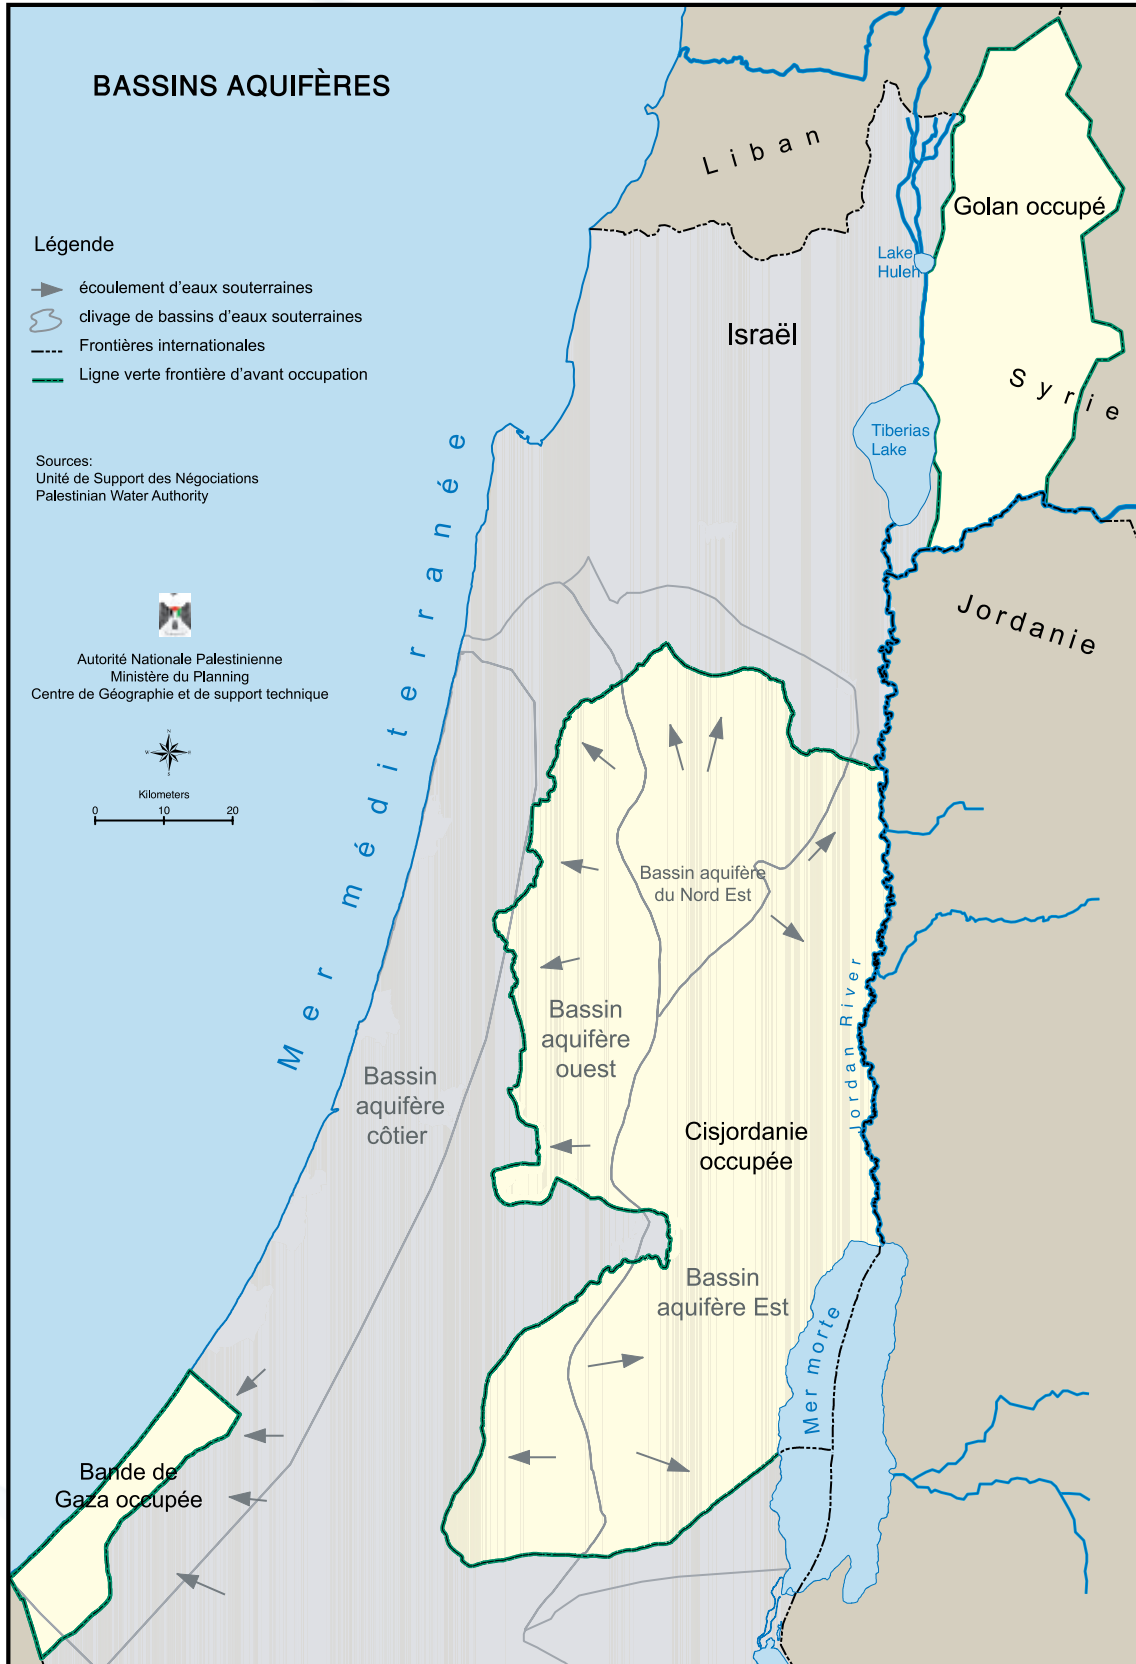 BASSINS AQUIFÈRES
Légende
écoulement d'eaux souterraines
clivage de bassins d'eaux souterraines
Frontières internationales
Ligne verte frontière d'avant occupation
Sources:
Unité de Support des Négociations
Palestinian Water Authority
Autorité Nationale Palestinienne
Ministère du Planning
Centre de Géographie et de support technique
N
W
E
S
Kilometers
0 10 20
Liban
Golan occupé
Lake
Huleh
Israël
Syrie
Tiberias
Lake
Jordanie
Mer méditerranée
Bassin aquifère
du Nord Est
Bassin
aquifère
ouest
Jordan River
Bassin
aquifère
côtier
Cisjordanie
occupée
Bassin
aquifère Est
Mer morte
Bande de
Gaza occupée